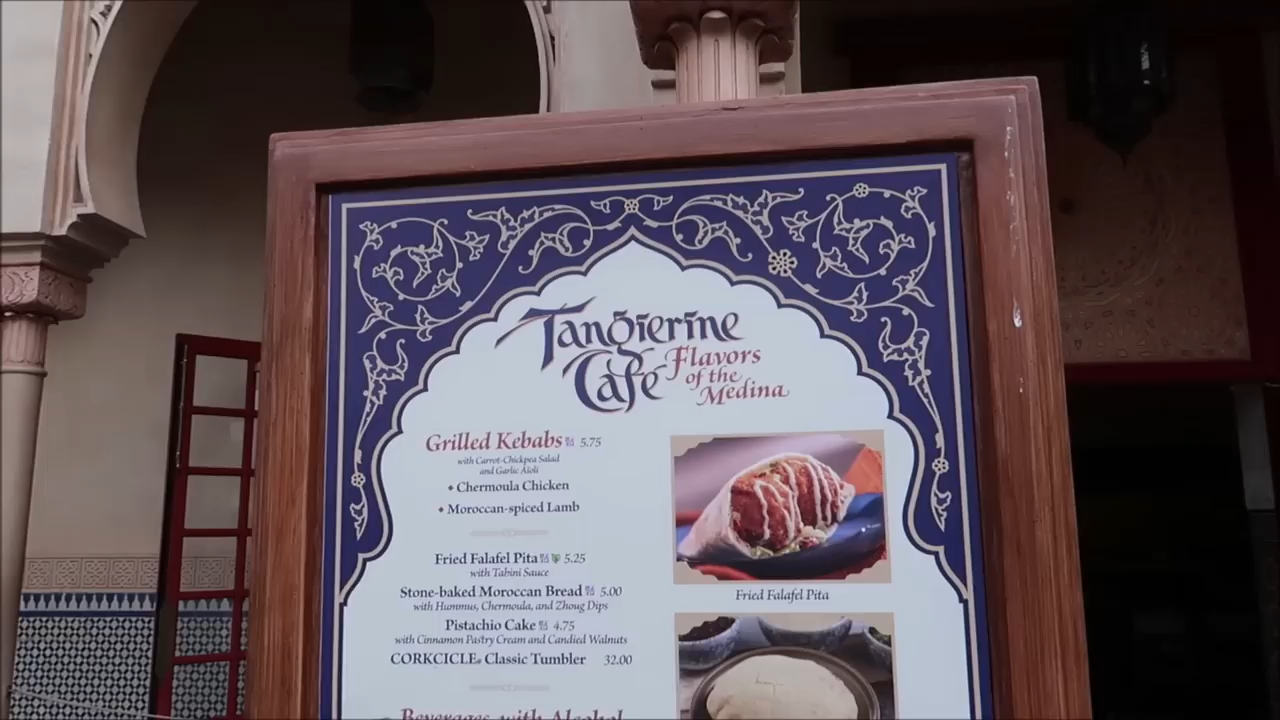 Tangierine
Café
Flavors
of the
Medina
Grilled Kebabs 5.75
with Carrot-Chickpea Salad
and Garlic Aïoli
• Chermoula Chicken
• Moroccan-spiced Lamb
Fried Falafel Pita 5.25
with Tahini Sauce
Stone-baked Moroccan Bread 5.00
with Hummus, Chermoula, and Zhoug Dips
Pistachio Cake 4.75
with Cinnamon Pastry Cream and Candied Walnuts
CORKCICLE® Classic Tumbler 32.00
Beverages with Alcohol
Fried Falafel Pita